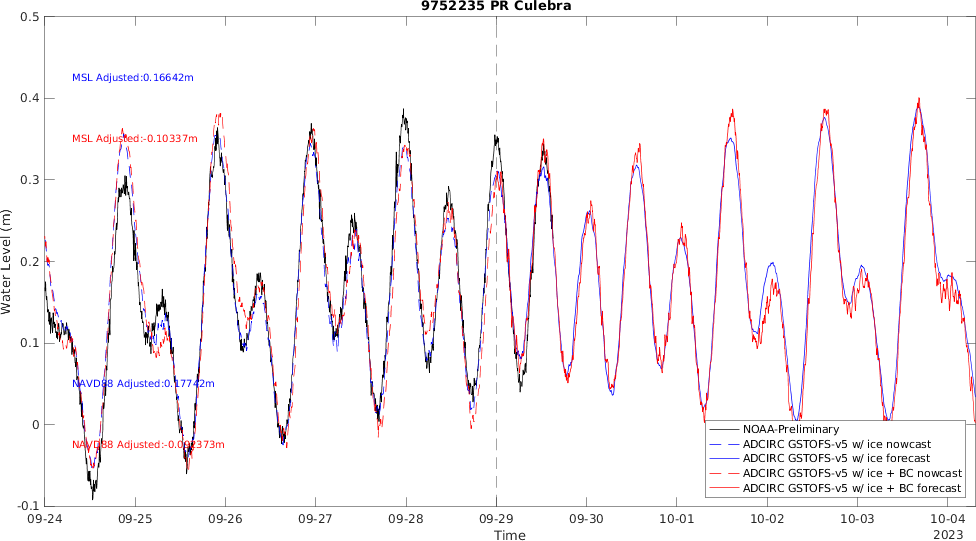 9752235 PR Culebra
0.5
MSL Adjusted:0.16642m
0.4
MSL Adjusted:-0.10337m
0.3
Water Level (m)
0.2
0.1
NAVD88 Adjusted:0.17742m
0
-0.1
NOAA-Preliminary
ADCIRC GSTOFS-v5 w/ ice nowcast
ADCIRC GSTOFS-v5 w/ ice forecast
ADCIRC GSTOFS-v5 w/ ice + BC nowcast
ADCIRC GSTOFS-v5 w/ ice + BC forecast
09-24 09-25 09-26 09-27 09-28 09-29 09-30 10-01 10-02 10-03 10-04
Time
2023